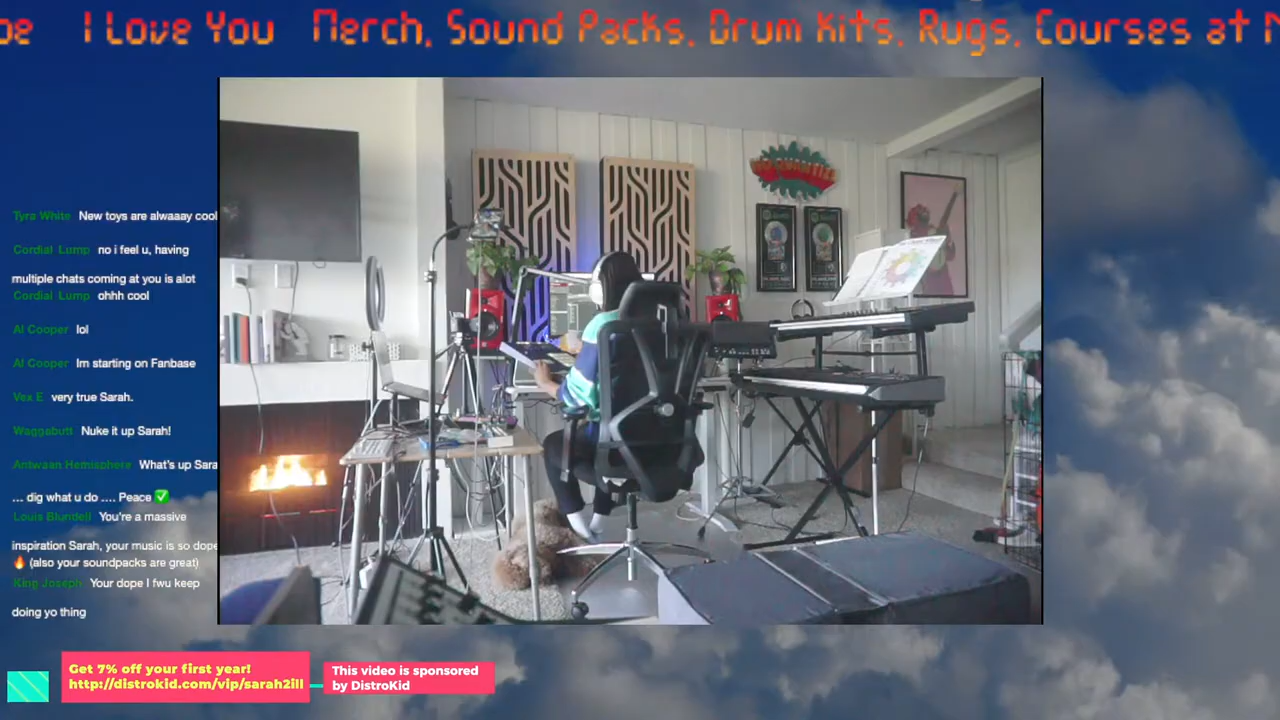 I Love You Merch, Sound Packs, Drum Kits, Rugs, Courses at
Tyra White New toys are alwaaay cool
Cordial Lump no i feel u, having
multiple chats coming at you is alot
Cordial Lump ohhh cool
Al Cooper lol
Al Cooper Im starting on Fanbase
Vex E very true Sarah.
Waggabutt Nuke it up Sarah!
Antwaan Hemisphere What's up Sara
... dig what u do .... Peace ✅
Louis Blundell You're a massive
inspiration Sarah, your music is so dope
🔥 (also your soundpacks are great)
King Joseph Your dope I fwu keep
doing yo thing
NO QUANTIZE
Get 7% off your first year!
http://distrokid.com/vip/sarah2ill
This video is sponsored
by DistroKid